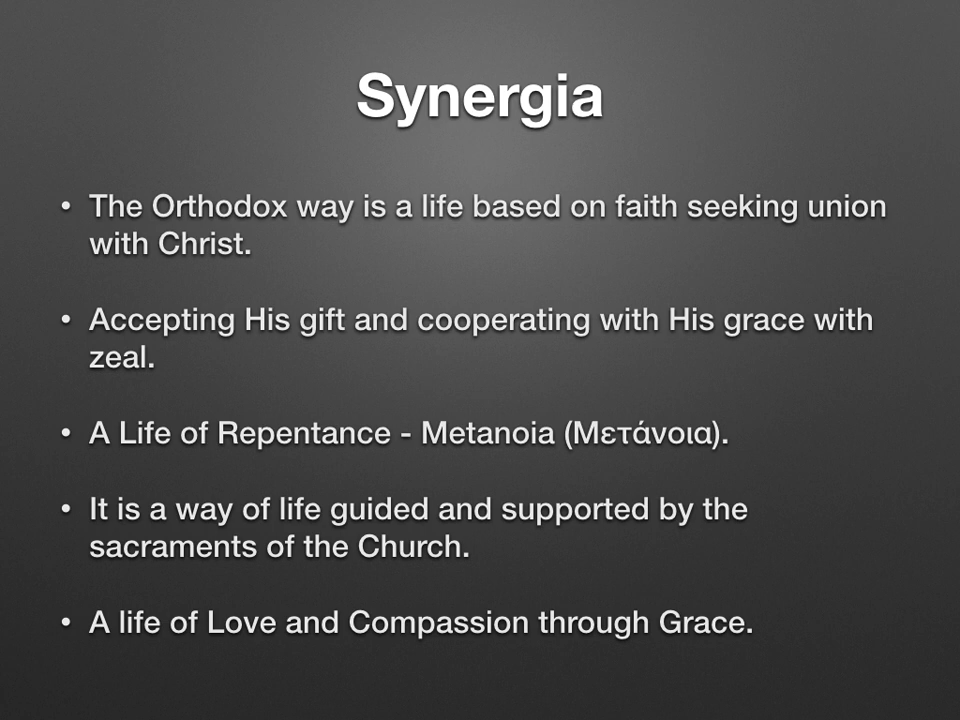 Synergia
• The Orthodox way is a life based on faith seeking union
with Christ.
• Accepting His gift and cooperating with His grace with
zeal.
• A Life of Repentance - Metanoia (Μετάνοια).
• It is a way of life guided and supported by the
sacraments of the Church.
• A life of Love and Compassion through Grace.